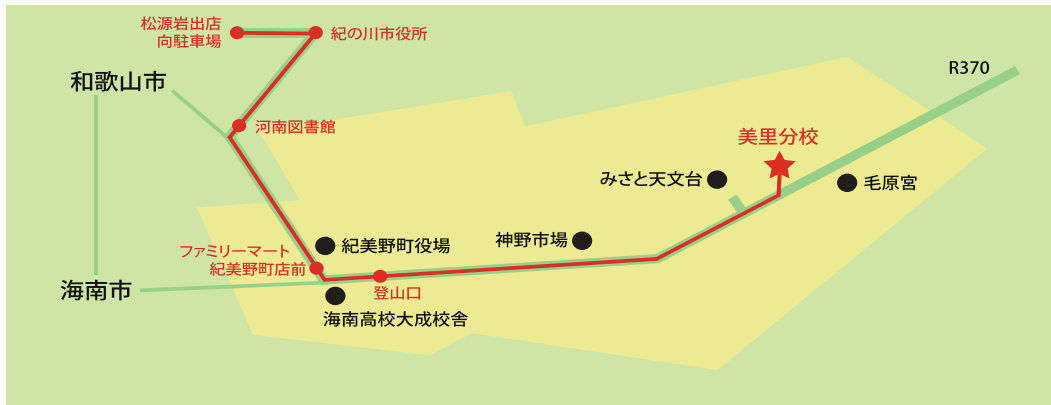 松源岩出店
向駐車場
紀の川市役所
和歌山市
R370
河南図書館
美里分校
みさと天文台
毛原宮
神野市場
紀美野町役場
ファミリーマート
紀美野町店前
海南市
登山口
海南高校大成校舎